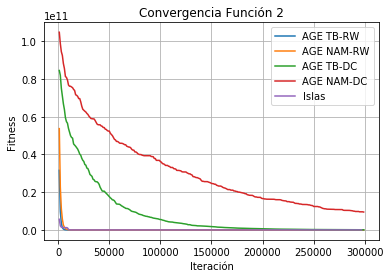 Convergencia Función 2
1e11
1.0
0.8
0.6
0.4
0.2
0.0
Fitness
AGE TB-RW
AGE NAM-RW
AGE TB-DC
AGE NAM-DC
Islas
0 50000 100000 150000 200000 250000 300000
Iteración